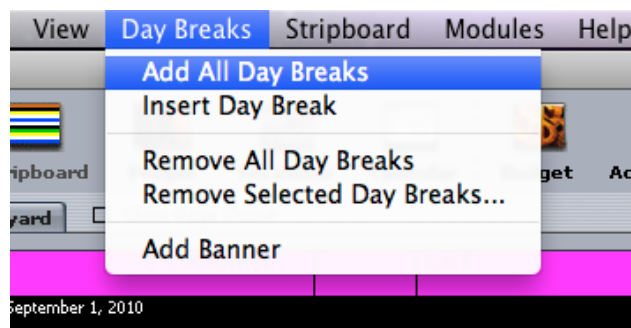 View Day Breaks Stripboard Modules Help
Add All Day Breaks
Insert Day Break
Remove All Day Breaks
Remove Selected Day Breaks...
Add Banner
September 1, 2010